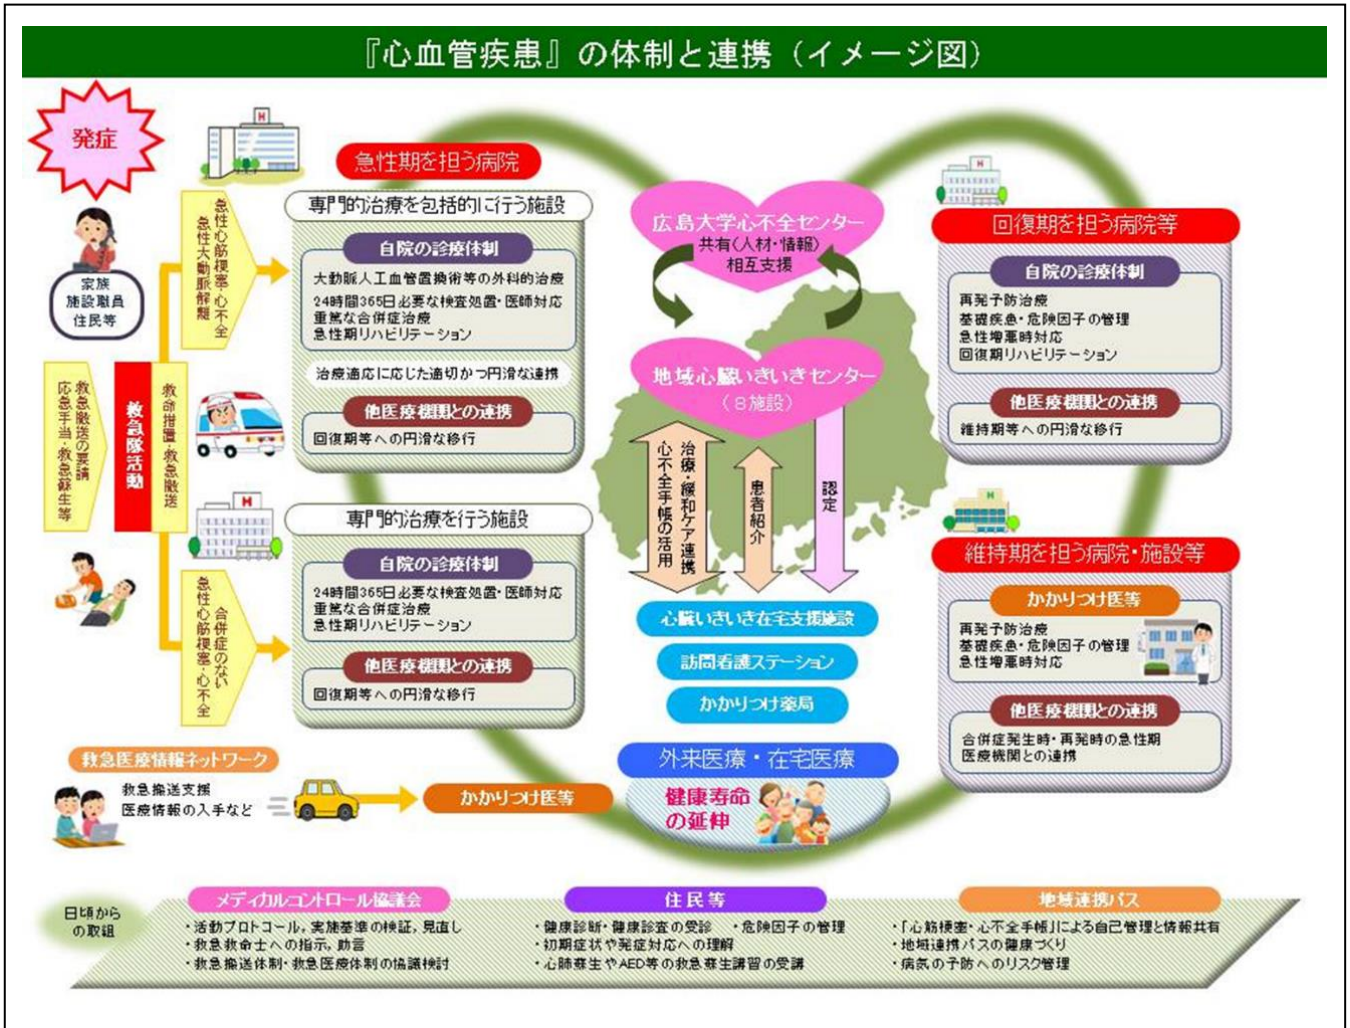 『心血管疾患』の体制と連携（イメージ図）
発症
家族
施設職員
住民等
救急搬送の要請
応急手当・救急蘇生等
救急隊活動
救命措置・救急搬送
急性心筋梗塞・心不全
急性大動脈解離
合併症のない
急性心筋梗塞・心不全
急性期を担う病院
専門的治療を包括的に行う施設
自院の診療体制
大動脈人工血管置換術等の外科的治療
24時間365日必要な検査処置・医師対応
重篤な合併症治療
急性期リハビリテーション
治療適応に応じた適切かつ円滑な連携
他医療機関との連携
回復期等への円滑な移行
専門的治療を行う施設
自院の診療体制
24時間365日必要な検査処置・医師対応
重篤な合併症治療
急性期リハビリテーション
他医療機関との連携
回復期等への円滑な移行
広島大学心不全センター
共有（人材・情報）
相互支援
地域心臓いきいきセンター
（８施設）
治療・緩和ケア連携
心不全手帳の活用
患者紹介
認定
心臓いきいき在宅支援施設
訪問看護ステーション
かかりつけ薬局
外来医療・在宅医療
健康寿命
の延伸
回復期を担う病院等
自院の診療体制
再発予防治療
基礎疾患・危険因子の管理
急性増悪時対応
回復期リハビリテーション
他医療機関との連携
維持期等への円滑な移行
維持期を担う病院・施設等
かかりつけ医等
再発予防治療
基礎疾患・危険因子の管理
急性増悪時対応
他医療機関との連携
合併症発生時・再発時の急性期
医療機関との連携
救急医療情報ネットワーク
救急搬送支援
医療情報の入手など
かかりつけ医等
日頃から
の取組
メディカルコントロール協議会
・活動プロトコール，実施基準の検証，見直し
・救急救命士への指示，助言
・救急搬送体制・救急医療体制の協議検討
住民等
・健康診断・健康診査の受診　・危険因子の管理
・初期症状や発症対応への理解
・心肺蘇生やAED等の救急蘇生講習の受講
地域連携パス
・「心筋梗塞・心不全手帳」による自己管理と情報共有
・地域連携パスの健康づくり
・病気の予防へのリスク管理